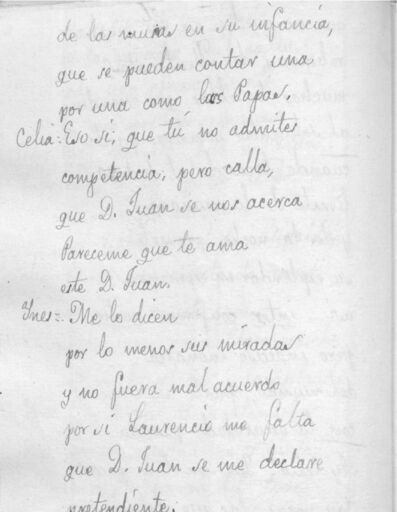 de las musas en su infancia,
que se pueden contar una
por una como las Papas.
Celia = Eso si, que tú no admites
competencia; pero calla,
que D. Juan se nos acerca
Pareceme que te ama
este D. Juan.
Ynes = Me lo dicen
por lo menos sus miradas
y no fuera mal acuerdo
por si Laurencio me falta
que D. Juan se me declare
pretendiente.